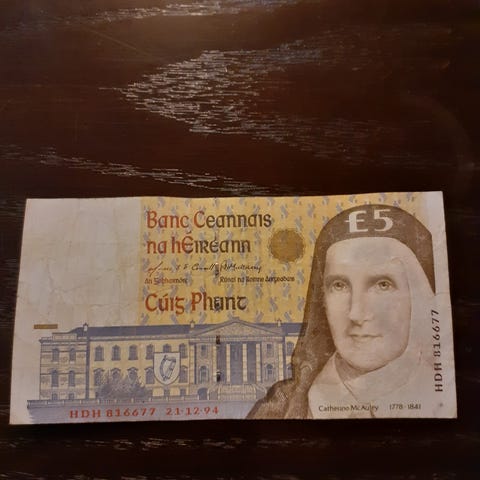 £5
Banc Ceannais
na hÉireann
An Gobharnóir Rúnaí na Roinne Airgeadais
Cúig Phunt
HDH 816677
Catherine McAuley 1778-1841
HDH 816677 21·12·94